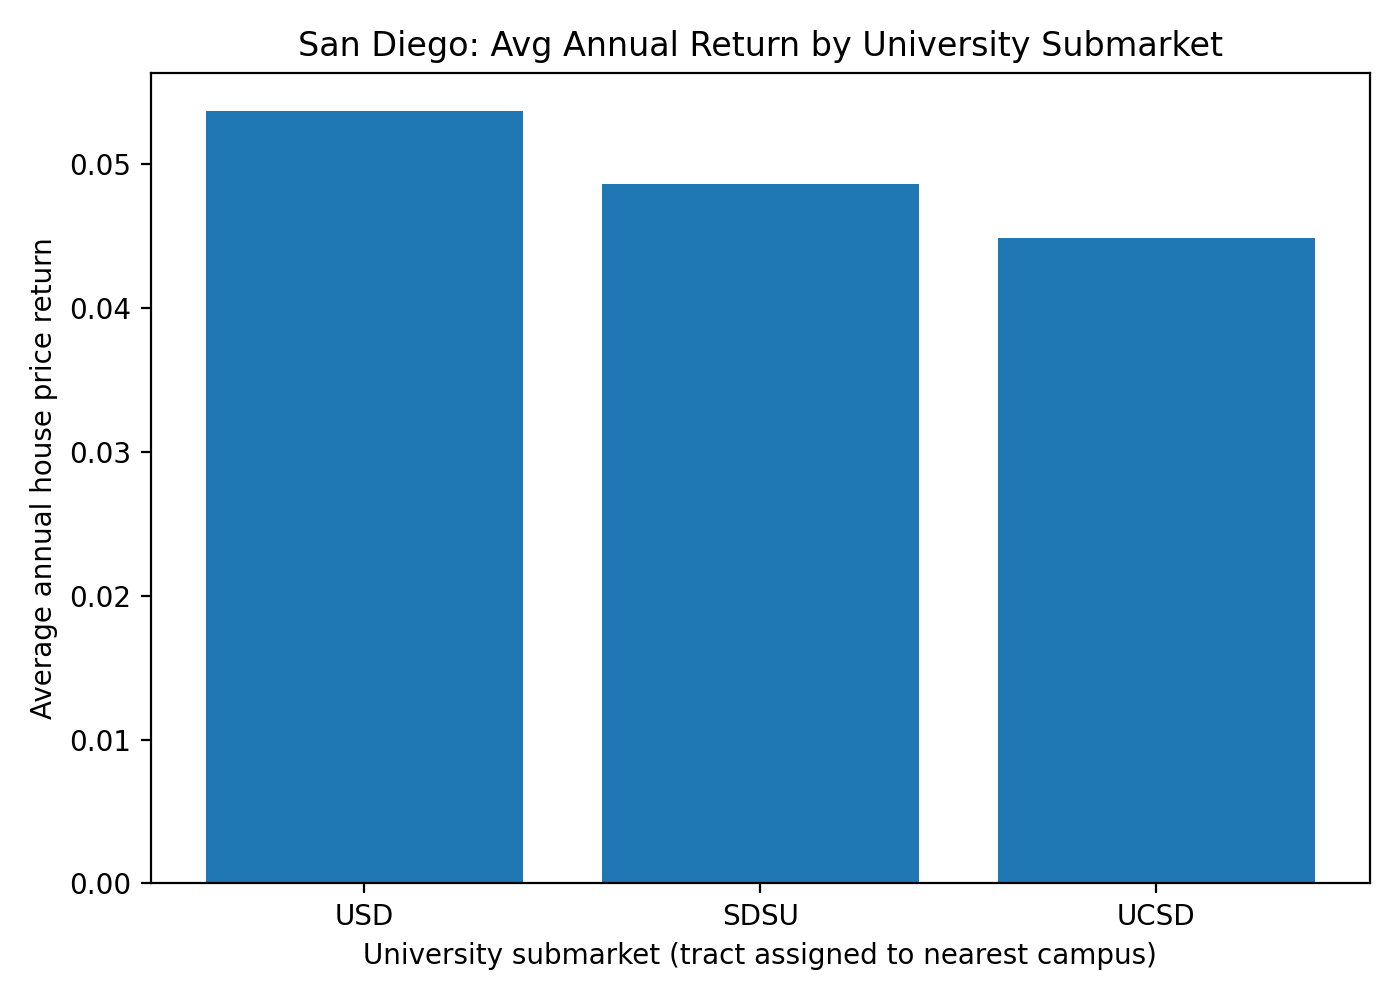 San Diego: Avg Annual Return by University Submarket
Average annual house price return
0.05
0.04
0.03
0.02
0.01
0.00
USD SDSU UCSD
University submarket (tract assigned to nearest campus)